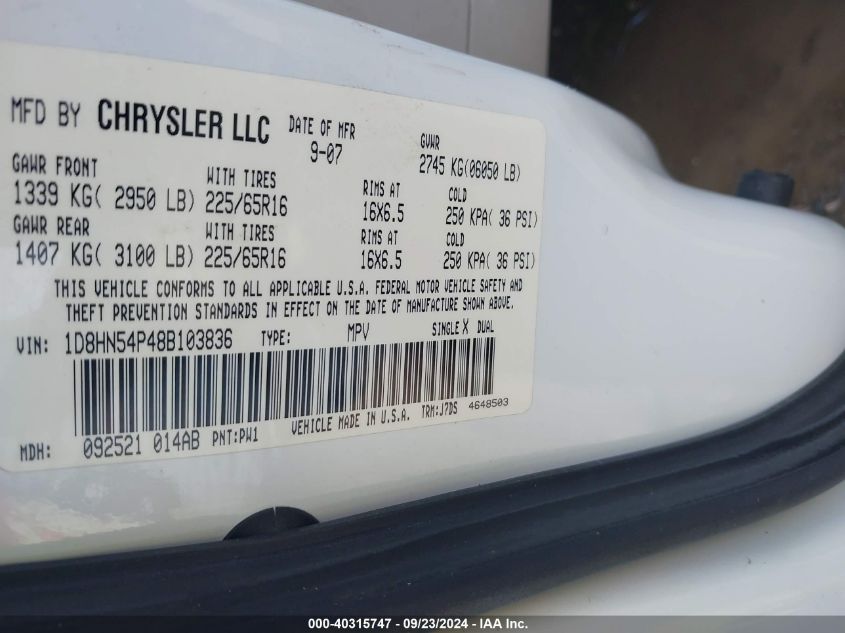 MFD BY CHRYSLER LLC DATE OF MFR GVWR
9-07 2745 KG(06050 LB)
GAWR FRONT WITH TIRES RIMS AT COLD
1339 KG( 2950 LB) 225/65R16 16X6.5 250 KPA( 36 PSI)
GAWR REAR WITH TIRES RIMS AT COLD
1407 KG( 3100 LB) 225/65R16 16X6.5 250 KPA( 36 PSI)
THIS VEHICLE CONFORMS TO ALL APPLICABLE U.S.A. FEDERAL MOTOR VEHICLE SAFETY AND
THEFT PREVENTION STANDARDS IN EFFECT ON THE DATE OF MANUFACTURE SHOWN ABOVE.
VIN: 1D8HN54P48B103836 TYPE: MPV SINGLE X DUAL
VEHICLE MADE IN U.S.A. TRM:J7DS 4648503
MDH: 092521 014AB PNT:PW1
000-40315747 - 09/23/2024 - IAA Inc.